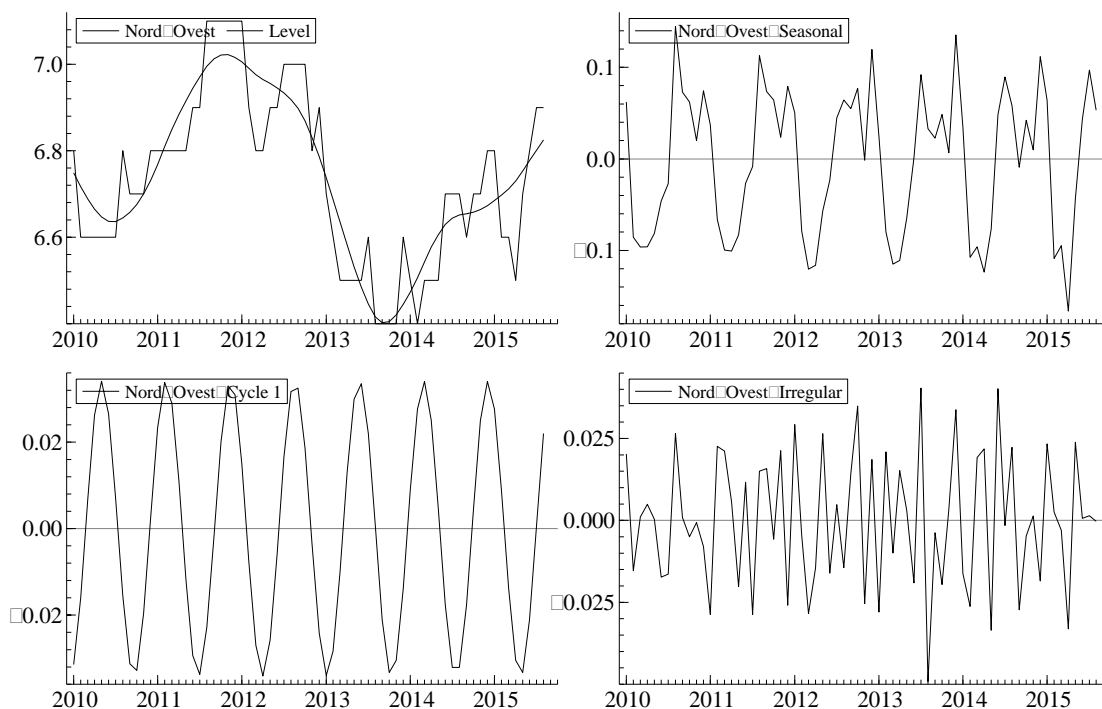 Nord□Ovest Level
7.0
6.8
6.6
2010 2011 2012 2013 2014 2015
Nord□Ovest□Seasonal
0.1
0.0
□0.1
2010 2011 2012 2013 2014 2015
Nord□Ovest□Cycle 1
0.02
0.00
□0.02
2010 2011 2012 2013 2014 2015
Nord□Ovest□Irregular
0.025
0.000
□0.025
2010 2011 2012 2013 2014 2015